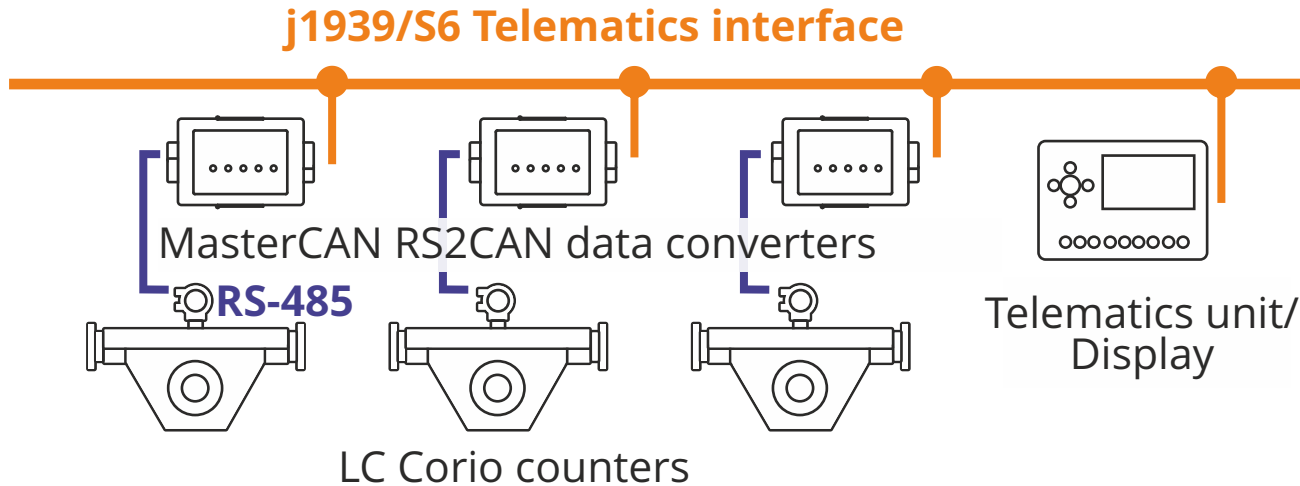 j1939/S6 Telematics interface
MasterCAN RS2CAN data converters
RS-485
Telematics unit/
Display
LC Corio counters